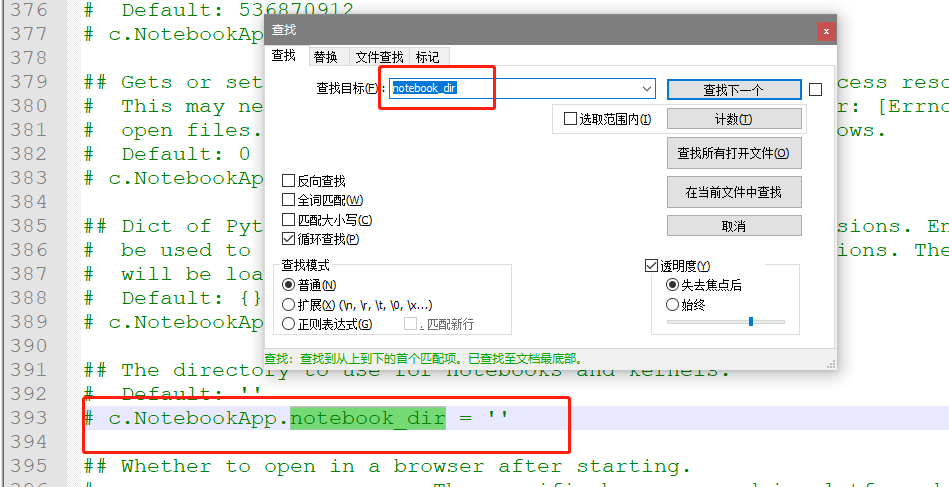 376 #  Default: 536870912
377 # c.NotebookAp
378
379 ## Gets or set cess reso
380 #  This may ne r: [Errno
381 #  open files. ows.
382 #  Default: 0
383 # c.NotebookAp
384
385 ## Dict of Pyt sions. En
386 #  be used to ions. The
387 #  will be loa
388 #  Default: {}
389 # c.NotebookAp
390
391 ## The directory to use for notebooks and kernels.
392 #  Default: ''
393 # c.NotebookApp.notebook_dir = ''
394
395 ## Whether to open in a browser after starting.
查找
x
查找 替换 文件查找 标记
查找目标(F): notebook_dir 查找下一个
选取范围内(I) 计数(T)
查找所有打开文件(O)
在当前文件中查找
取消
反向查找
全词匹配(W)
匹配大小写(C)
循环查找(P)
查找模式
普通(N)
扩展(X) (\n, \r, \t, \0, \x...)
正则表达式(G) . 匹配新行
透明度(Y)
失去焦点后
始终
查找: 查找到从上到下的首个匹配项。已查找至文档最底部。